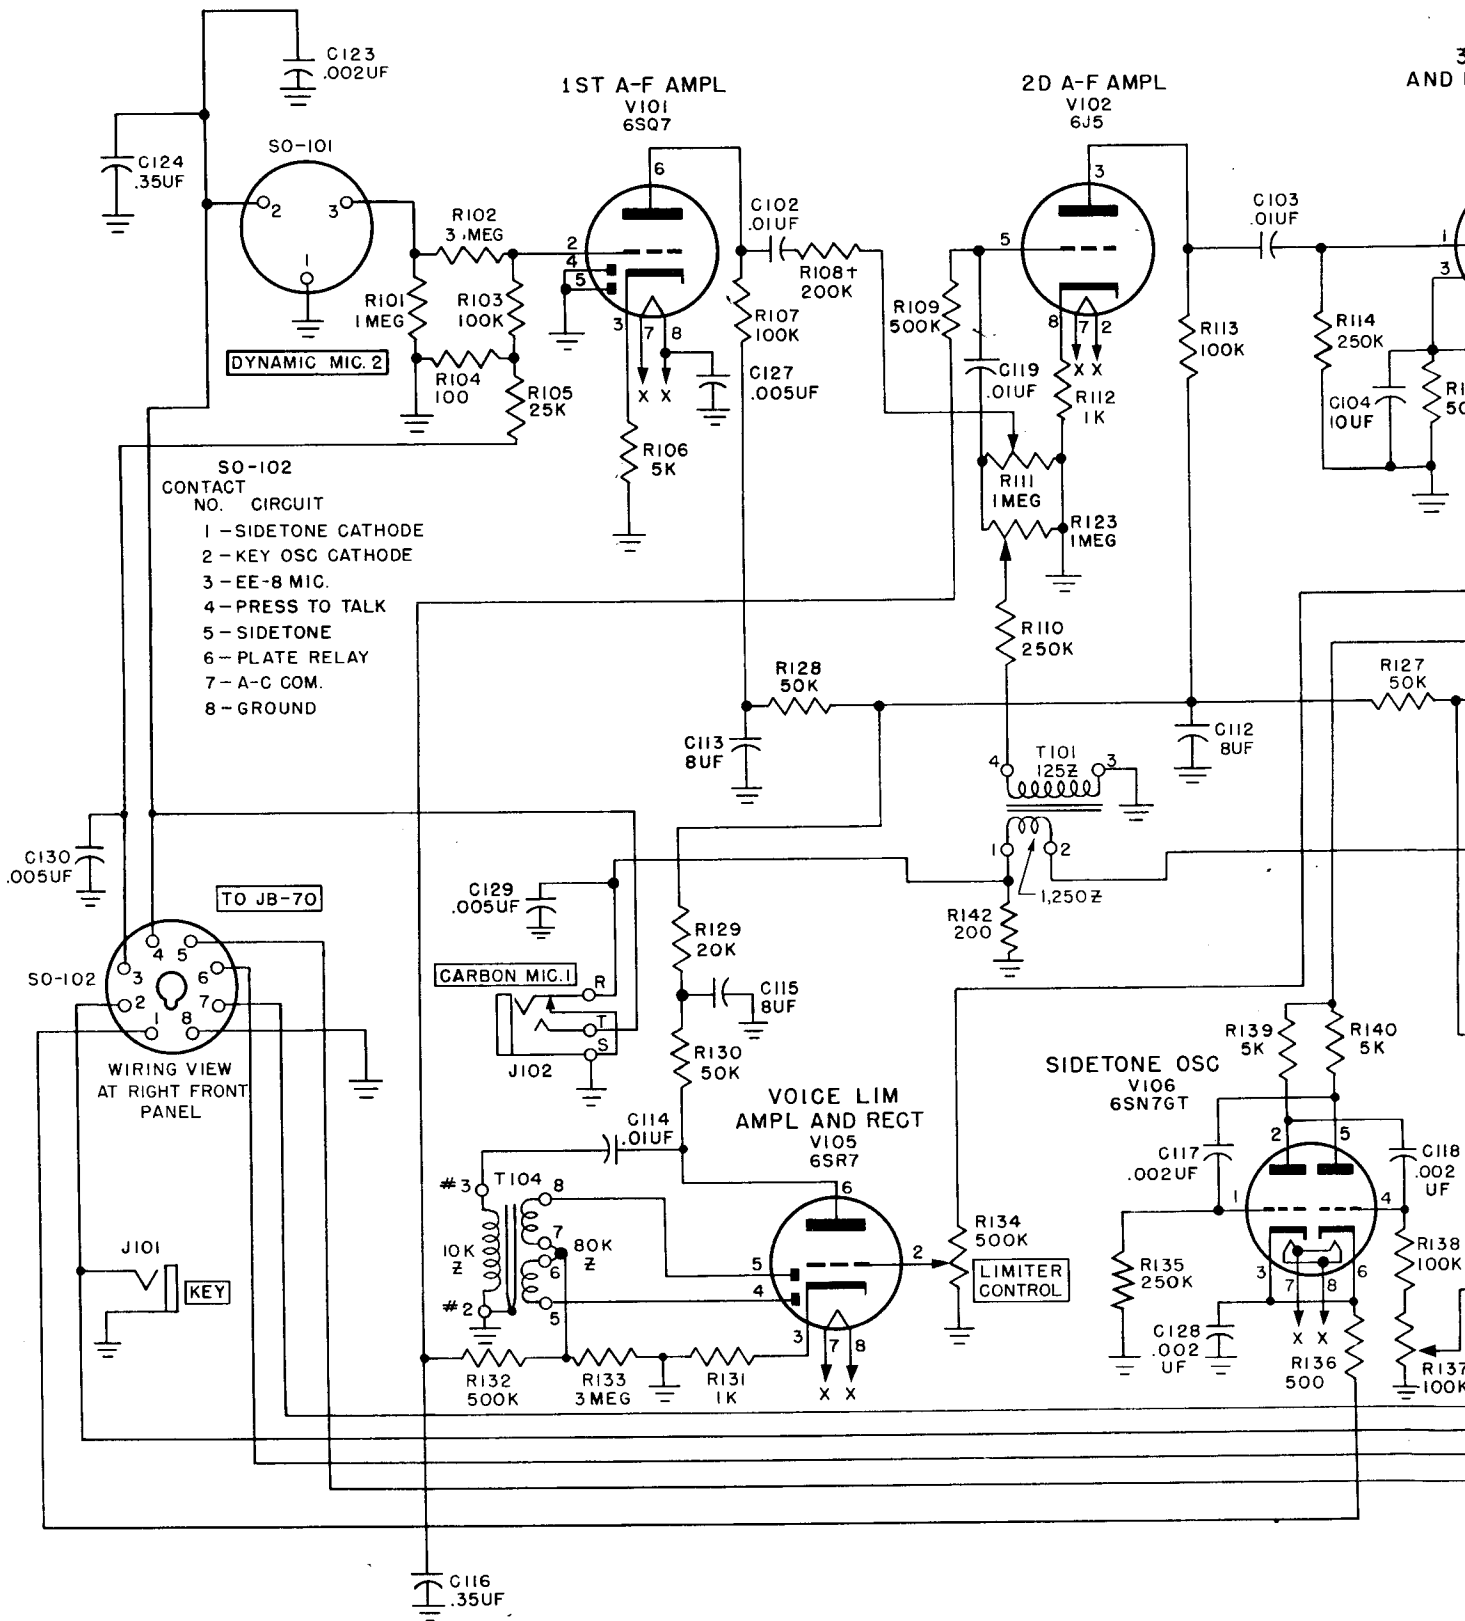 C123
.002UF
C124
.35UF
SO-101
2
3
1
DYNAMIC MIC. 2
R102
3 MEG
R101
1MEG
R103
100K
R104
100
R105
25K
1ST A-F AMPL
V101
6SQ7
6
2
4
5
3
7
8
X X
R106
5K
C127
.005UF
R107
100K
C102
.01UF
R108+
200K
2D A-F AMPL
V102
6J5
3
5
8
7
2
X X
R109
500K
C119
.01UF
R112
1K
R111
1MEG
R123
1MEG
R110
250K
R113
100K
C103
.01UF
R114
250K
C104
10UF
3
AND
1
3
R1
50
SO-102
CONTACT
NO. CIRCUIT
1 - SIDETONE CATHODE
2 - KEY OSC CATHODE
3 - EE-8 MIC.
4 - PRESS TO TALK
5 - SIDETONE
6 - PLATE RELAY
7 - A-C COM.
8 - GROUND
R128
50K
C113
8UF
R127
50K
C112
8UF
4
T101
125Z
3
1
2
1,250Z
R142
200
C130
.005UF
TO JB-70
SO-102
4
5
3
6
2
7
1
8
WIRING VIEW
AT RIGHT FRONT
PANEL
C129
.005UF
CARBON MIC. 1
R
T
S
J102
R129
20K
C115
8UF
R130
50K
C114
.01UF
VOICE LIM
AMPL AND RECT
V105
6SR7
6
5
4
2
3
7
8
X X
#3
T104
8
7
10K
Z
80K
Z
6
#2
5
R134
500K
LIMITER
CONTROL
R132
500K
R133
3 MEG
R131
1K
SIDETONE OSC
V106
6SN7GT
R139
5K
R140
5K
2
5
C117
.002UF
C118
.002
UF
1
4
3
7
8
6
X X
R135
250K
C128
.002
UF
R136
500
R138
100K
R137
100K
J101
KEY
C116
.35UF